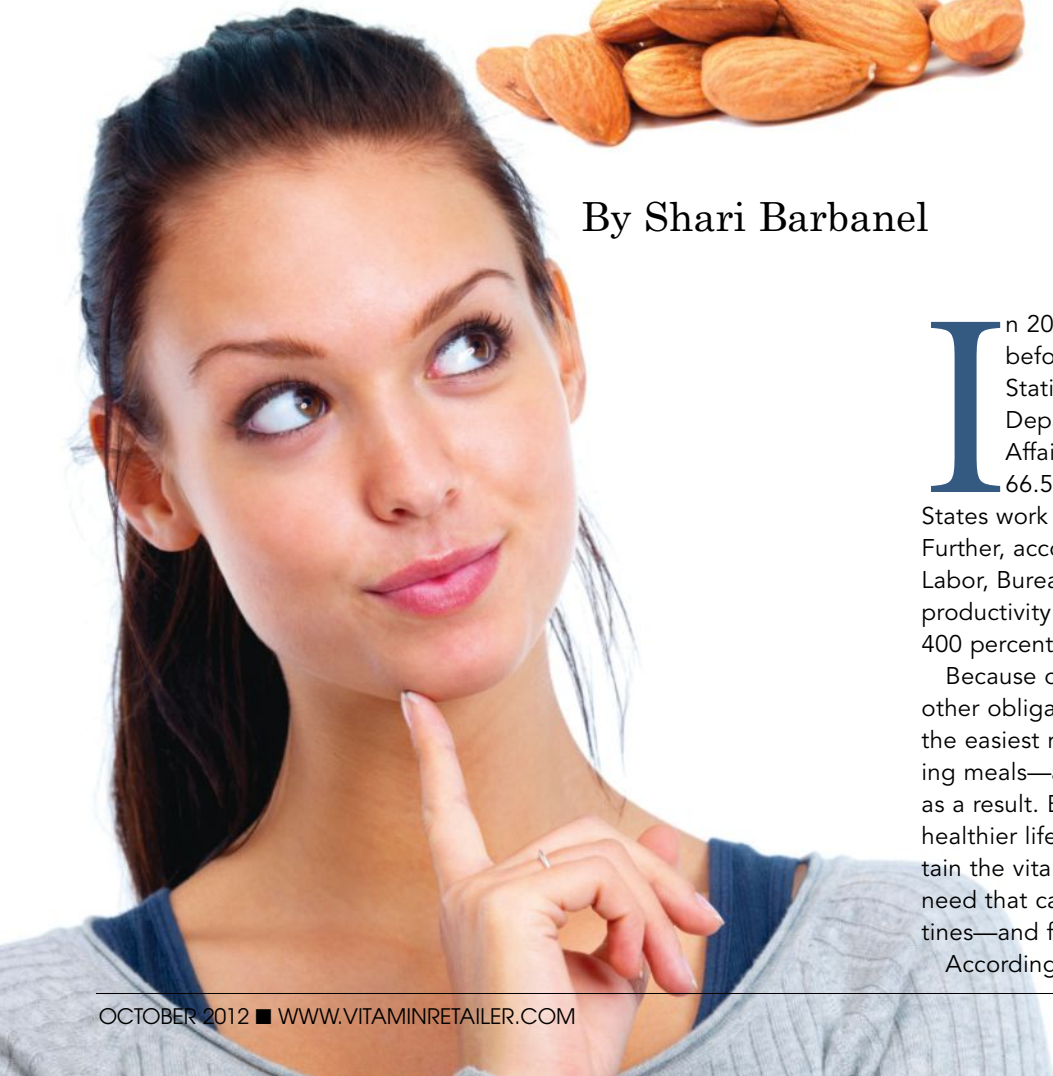 By Shari Barbanel
In 20
befo
Stati
Dep
Affai
66.5
States work
Further, acco
Labor, Burea
productivity
400 percent
Because o
other obliga
the easiest r
ing meals—a
as a result. E
healthier life
tain the vita
need that ca
tines—and f
According
OCTOBER 2012 ■ WWW.VITAMINRETAILER.COM